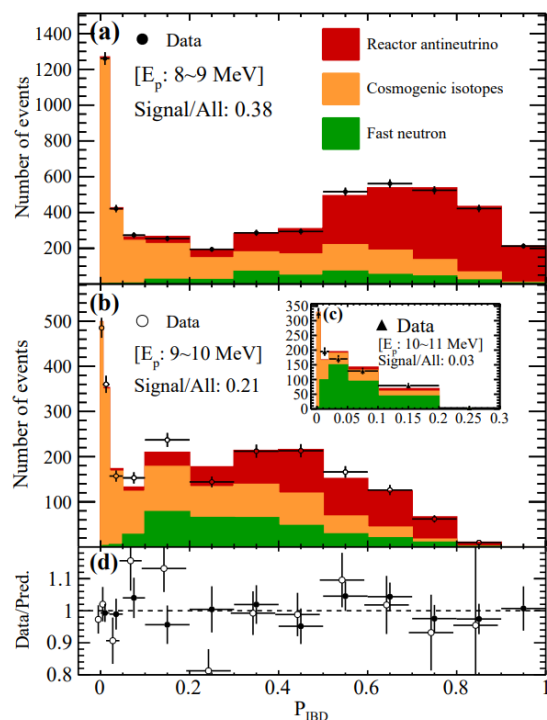 (a)
Data
[E_p: 8~9 MeV]
Signal/All: 0.38
Reactor antineutrino
Cosmogenic isotopes
Fast neutron
Number of events
1400
1200
1000
800
600
400
200
(b)
Data
[E_p: 9~10 MeV]
Signal/All: 0.21
Number of events
500
400
300
200
100
(c)
Data
[E_p: 10~11 MeV]
Signal/All: 0.03
350
300
250
200
150
100
50
0
0 0.05 0.1 0.15 0.2 0.25 0.3
(d)
Data/Pred.
1.1
1
0.9
0.8
0 0.2 0.4 0.6 0.8 1
P_IBD